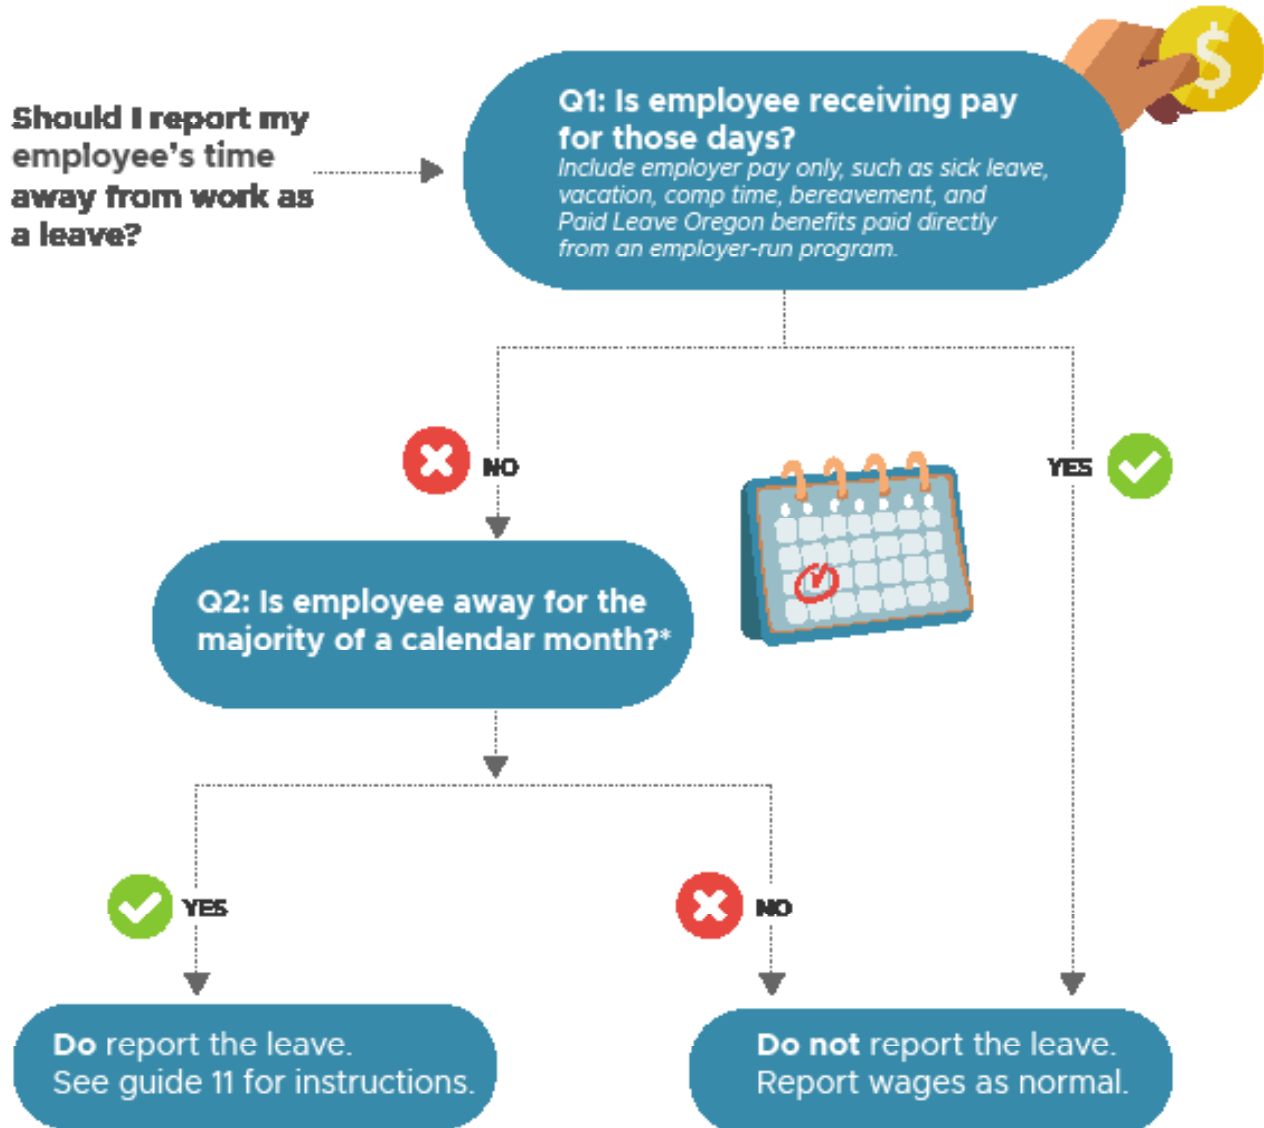 Should I report my
employee's time
away from work as
a leave?
Q1: Is employee receiving pay
for those days?
Include employer pay only, such as sick leave,
vacation, comp time, bereavement, and
Paid Leave Oregon benefits paid directly
from an employer-run program.
$
NO
YES
Q2: Is employee away for the
majority of a calendar month?*
YES
NO
Do report the leave.
See guide 11 for instructions.
Do not report the leave.
Report wages as normal.